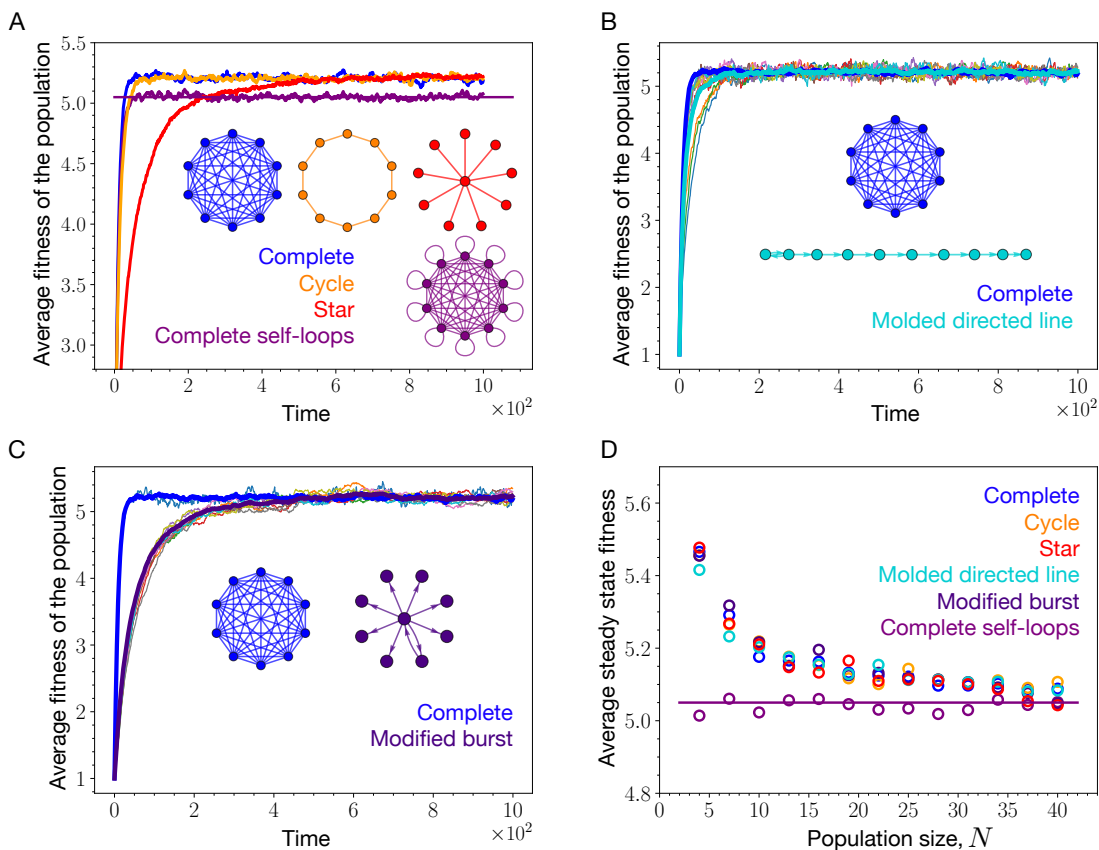 A
Average fitness of the population
5.5
5.0
4.5
4.0
3.5
3.0
Complete
Cycle
Star
Complete self-loops
0
2
4
6
8
10
×10²
Time
B
Average fitness of the population
5
4
3
2
1
Complete
Molded directed line
0
2
4
6
8
10
×10²
Time
C
Average fitness of the population
5
4
3
2
1
Complete
Modified burst
0
2
4
6
8
10
×10²
Time
D
Average steady state fitness
5.6
5.4
5.2
5.0
4.8
Complete
Cycle
Star
Molded directed line
Modified burst
Complete self-loops
0
5
10
15
20
25
30
35
40
Population size, N